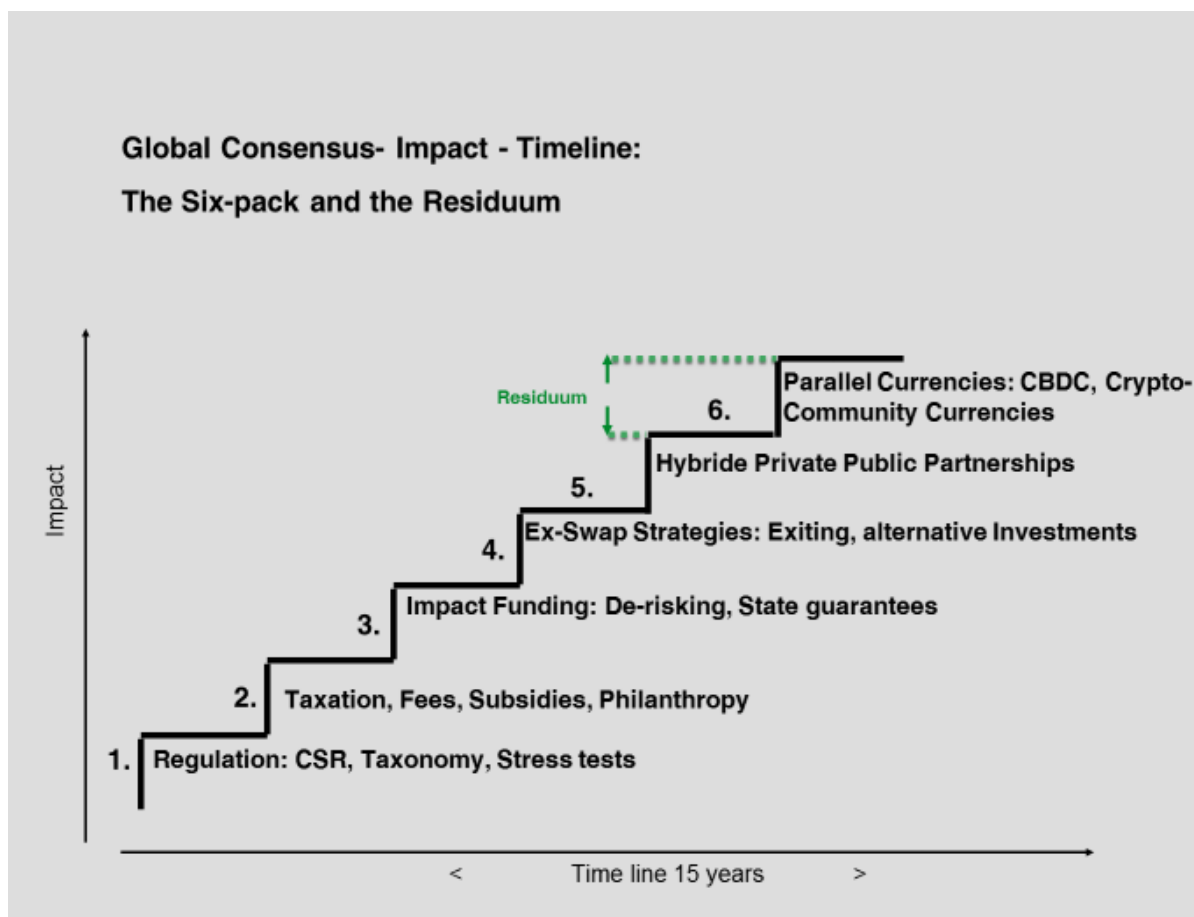 Global Consensus- Impact - Timeline:
The Six-pack and the Residuum
Residuum
6.
Parallel Currencies: CBDC, Crypto-
Community Currencies
Hybride Private Public Partnerships
5.
Ex-Swap Strategies: Exiting, alternative Investments
4.
Impact Funding: De-risking, State guarantees
3.
Taxation, Fees, Subsidies, Philanthropy
2.
Regulation: CSR, Taxonomy, Stress tests
1.
Impact
< Time line 15 years >